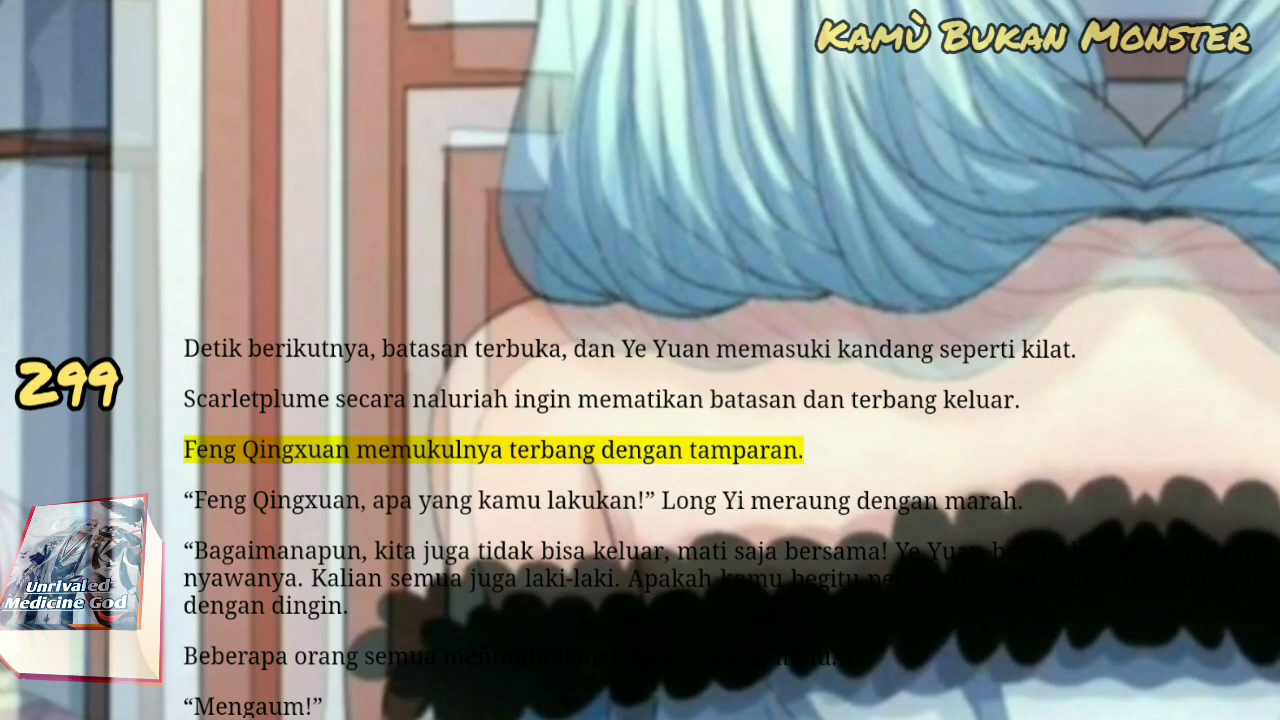 Kamù Bukan Monster
Detik berikutnya, batasan terbuka, dan Ye Yuan memasuki kandang seperti kilat.
299
Scarletplume secara naluriah ingin mematikan batasan dan terbang keluar.
Feng Qingxuan memukulnya terbang dengan tamparan.
“Feng Qingxuan, apa yang kamu lakukan!” Long Yi meraung dengan marah.
“Bagaimanapun, kita juga tidak bisa keluar, mati saja bersama! Ye Yuan
nyawanya. Kalian semua juga laki-laki. Apakah kamu begitu
dengan dingin.
Unrivaled
Medicine God
Beberapa orang semua
“Mengaum!”